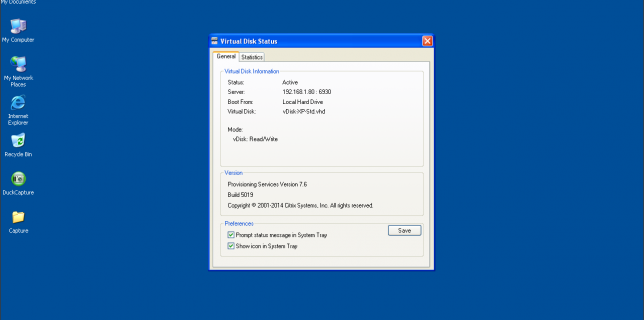 My Documents
My Computer
My Network
Places
Internet
Explorer
Recycle Bin
DuckCapture
Capture
Virtual Disk Status
General Statistics
Virtual Disk Information
Status: Active
Server: 192.168.1.80 : 6930
Boot From: Local Hard Drive
Virtual Disk: vDisk-XP-Std.vhd
Mode:
vDisk: Read/Write
Version
Provisioning Services Version 7.6
Build 5019
Copyright © 2001-2014 Citrix Systems, Inc. All rights reserved.
Preferences
Prompt status message in System Tray
Show icon in System Tray
Save